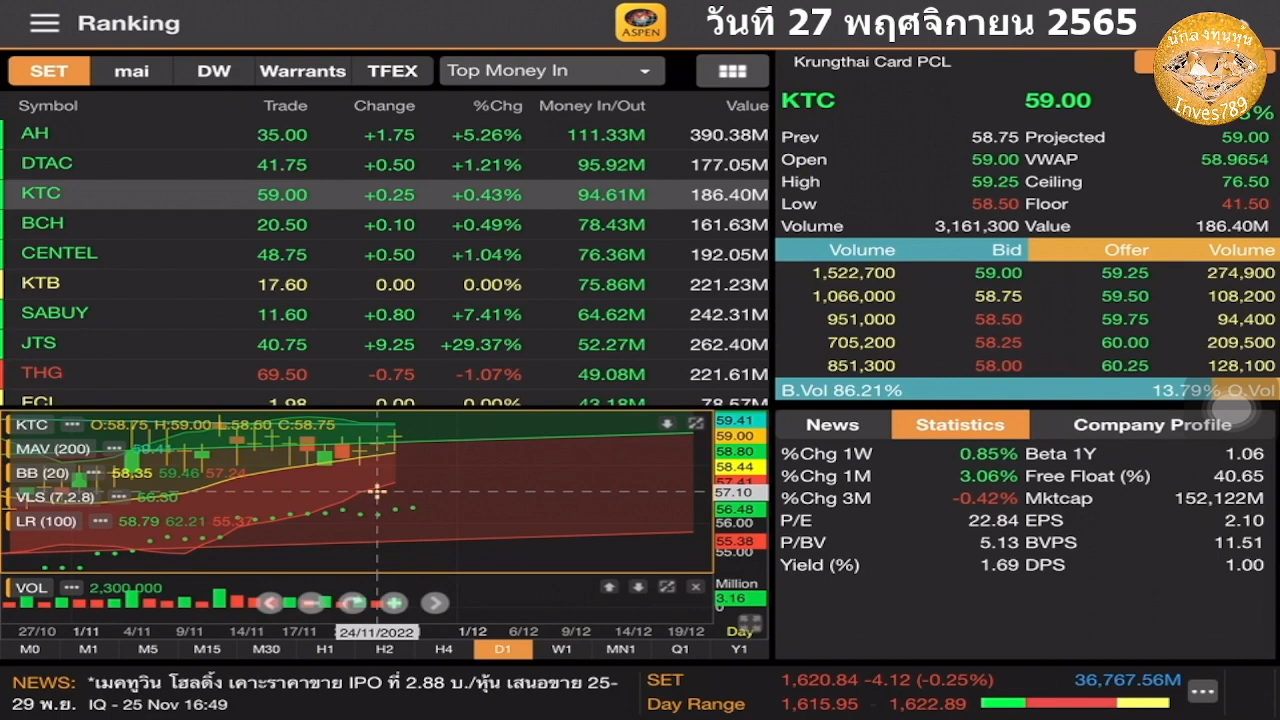 Ranking
ASPEN
วันที่ 27 พฤศจิกายน 2565
นักลงทุนหุ้น
Inves789
SET mai DW Warrants TFEX Top Money In
Symbol Trade Change %Chg Money In/Out Value
AH 35.00 +1.75 +5.26% 111.33M 390.38M
DTAC 41.75 +0.50 +1.21% 95.92M 177.05M
KTC 59.00 +0.25 +0.43% 94.61M 186.40M
BCH 20.50 +0.10 +0.49% 78.43M 161.63M
CENTEL 48.75 +0.50 +1.04% 76.36M 192.05M
KTB 17.60 0.00 0.00% 75.86M 221.23M
SABUY 11.60 +0.80 +7.41% 64.62M 242.31M
JTS 40.75 +9.25 +29.37% 52.27M 262.40M
THG 69.50 -0.75 -1.07% 49.08M 221.61M
1.98 0.00 0.00% 43.18M 78.57M
Krungthai Card PCL
KTC 59.00
Prev 58.75 Projected 59.00
Open 59.00 VWAP 58.9654
High 59.25 Ceiling 76.50
Low 58.50 Floor 41.50
Volume 3,161,300 Value 186.40M
Volume Bid Offer Volume
1,522,700 59.00 59.25 274,900
1,066,000 58.75 59.50 108,200
951,000 58.50 59.75 94,400
705,200 58.25 60.00 209,500
851,300 58.00 60.25 128,100
B.Vol 86.21% 13.79% O.Vol
KTC O:58.75 H:59.00 L:58.50 C:58.75
MAV (200) 59.41
BB (20) 58.35 59.46 57.24
VLS (7,2.8) 56.30
LR (100) 58.79 62.21 55.37
59.41
59.00
58.80
58.44
57.41
57.10
56.48
56.00
55.38
55.00
VOL 2,300,000
Million
3.16
0
27/10 1/11 4/11 9/11 14/11 17/11 24/11/2022 1/12 6/12 9/12 14/12 19/12 Day
M0 M1 M5 M15 M30 H1 H2 H4 D1 W1 MN1 Q1 Y1
News Statistics Company Profile
%Chg 1W 0.85% Beta 1Y 1.06
%Chg 1M 3.06% Free Float (%) 40.65
%Chg 3M -0.42% Mktcap 152,122M
P/E 22.84 EPS 2.10
P/BV 5.13 BVPS 11.51
Yield (%) 1.69 DPS 1.00
NEWS: *เมคทูวิน โฮลดิ้ง เคาะราคาขาย IPO ที่ 2.88 บ./หุ้น เสนอขาย 25-
29 พ.ย. IQ - 25 Nov 16:49
SET 1,620.84 -4.12 (-0.25%) 36,767.56M
Day Range 1,615.95 - 1,622.89